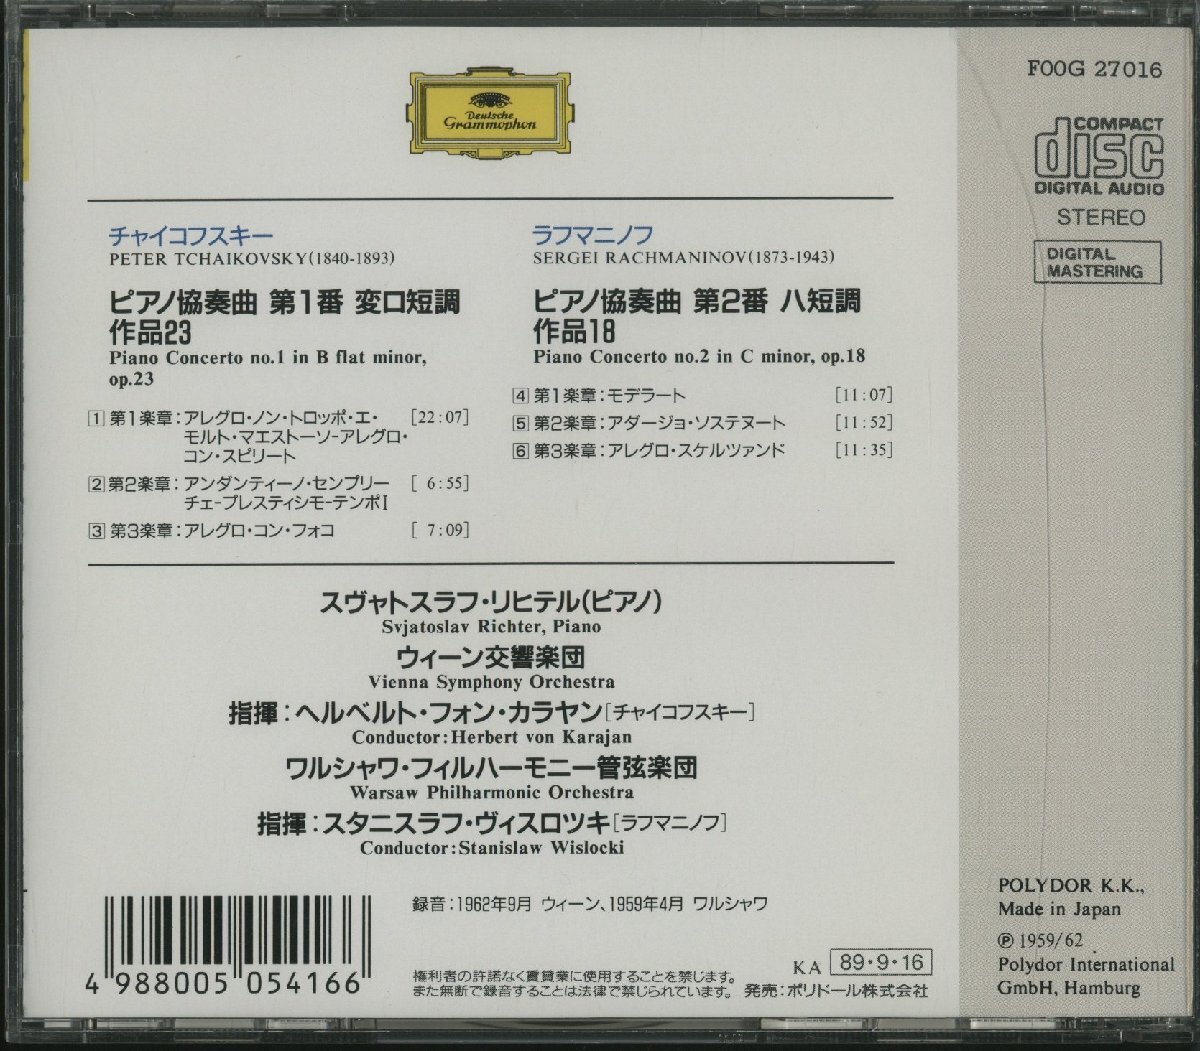 Deutsche
Grammophon
チャイコフスキー
PETER TCHAIKOVSKY(1840-1893)
ピアノ協奏曲 第1番 変ロ短調
作品23
Piano Concerto no.1 in B flat minor,
op.23
1 第1楽章:アレグロ・ノン・トロッポ・エ・ [22:07]
モルト・マエストーソ-アレグロ・
コン・スピリート
2 第2楽章:アンダンティーノ・センプリー [ 6:55]
チェ-プレスティシモ-テンポI
3 第3楽章:アレグロ・コン・フォコ [ 7:09]
ラフマニノフ
SERGEI RACHMANINOV(1873-1943)
ピアノ協奏曲 第2番 ハ短調
作品18
Piano Concerto no.2 in C minor, op.18
4 第1楽章:モデラート [11:07]
5 第2楽章:アダージョ・ソステヌート [11:52]
6 第3楽章:アレグロ・スケルツァンド [11:35]
スヴャトスラフ・リヒテル(ピアノ)
Svjatoslav Richter, Piano
ウィーン交響楽団
Vienna Symphony Orchestra
指揮:ヘルベルト・フォン・カラヤン[チャイコフスキー]
Conductor:Herbert von Karajan
ワルシャワ・フィルハーモニー管弦楽団
Warsaw Philharmonic Orchestra
指揮:スタニスラフ・ヴィスロツキ[ラフマニノフ]
Conductor:Stanislaw Wislocki
録音:1962年9月 ウィーン、1959年4月 ワルシャワ
4 988005 054166
権利者の許諾なく賃貸業に使用することを禁じます。
また無断で録音することは法律で禁じられています。
KA 89・9・16
発売:ポリドール株式会社
F00G 27016
COMPACT
disc
DIGITAL AUDIO
STEREO
DIGITAL
MASTERING
POLYDOR K.K.,
Made in Japan
℗ 1959/62
Polydor International
GmbH, Hamburg